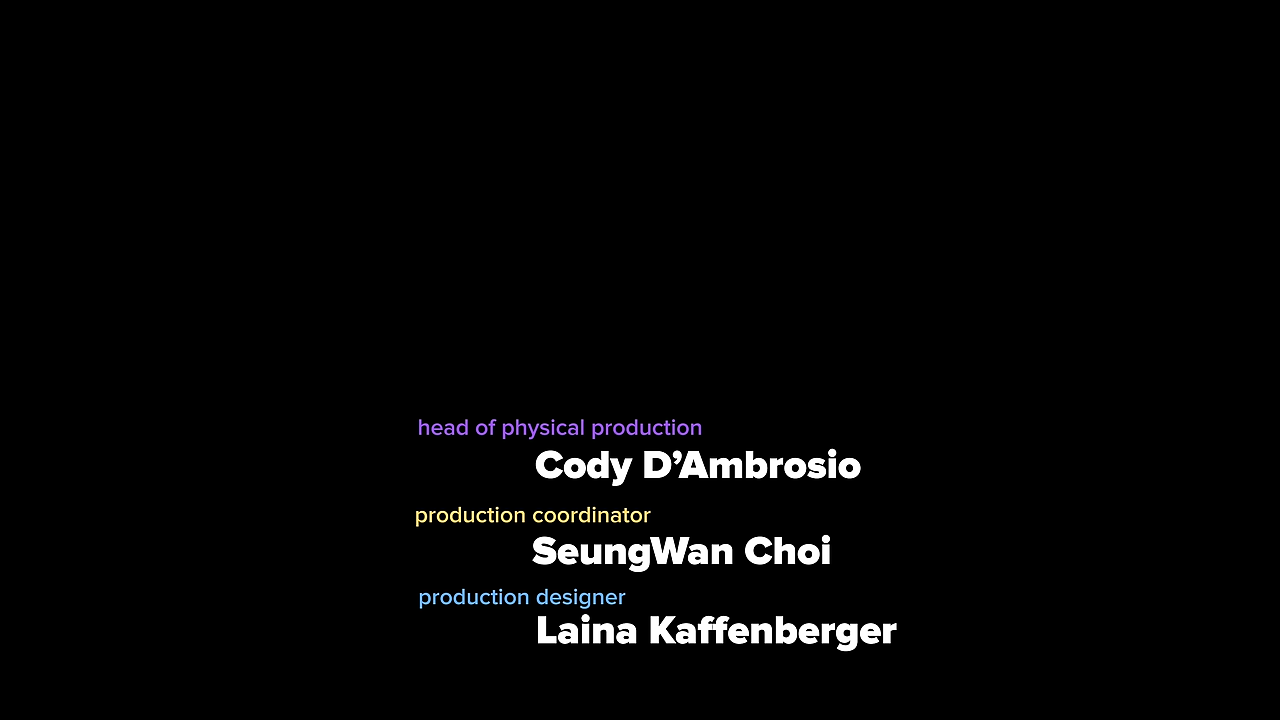 head of physical production
Cody D’Ambrosio
production coordinator
SeungWan Choi
production designer
Laina Kaffenberger